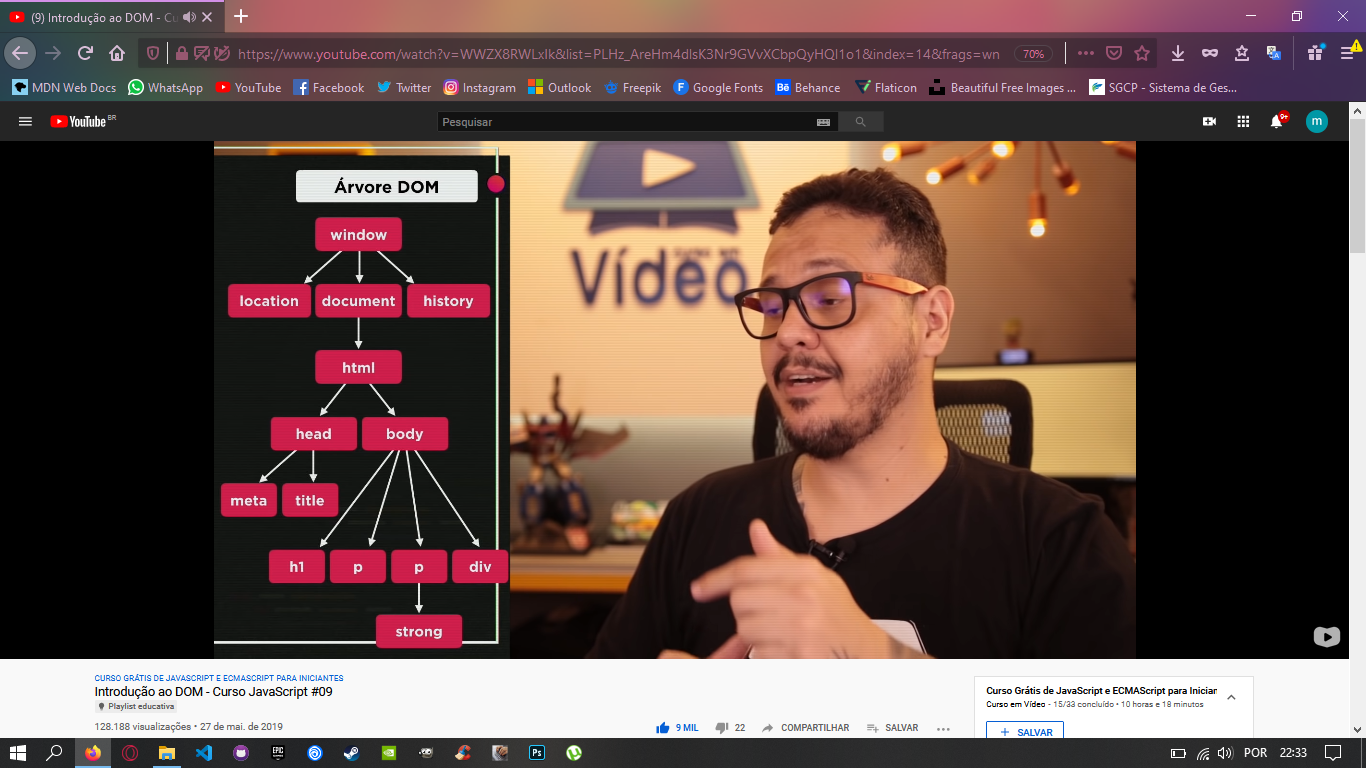 (9) Introdução ao DOM - Cu
https://www.youtube.com/watch?v=WWZX8RWLxIk&list=PLHz_AreHm4dlsK3Nr9GVvXCbpQyHQl1o1&index=14&frags=wn
70%
MDN Web Docs
WhatsApp
YouTube
Facebook
Twitter
Instagram
Outlook
Freepik
Google Fonts
Behance
Flaticon
Beautiful Free Images ...
SGCP - Sistema de Ges...
YouTube BR
Pesquisar
9+
m
Árvore DOM
window
location document history
html
head body
meta title
h1 p p div
strong
CURSO EM
Vídeo
CURSO GRÁTIS DE JAVASCRIPT E ECMASCRIPT PARA INICIANTES
Introdução ao DOM - Curso JavaScript #09
Playlist educativa
128.188 visualizações • 27 de mai. de 2019
9 MIL
22
COMPARTILHAR
SALVAR
Curso Grátis de JavaScript e ECMAScript para Iniciar
Curso em Vídeo - 15/33 concluído • 10 horas e 18 minutos
SALVAR
EPIC
Ps
POR
22:33